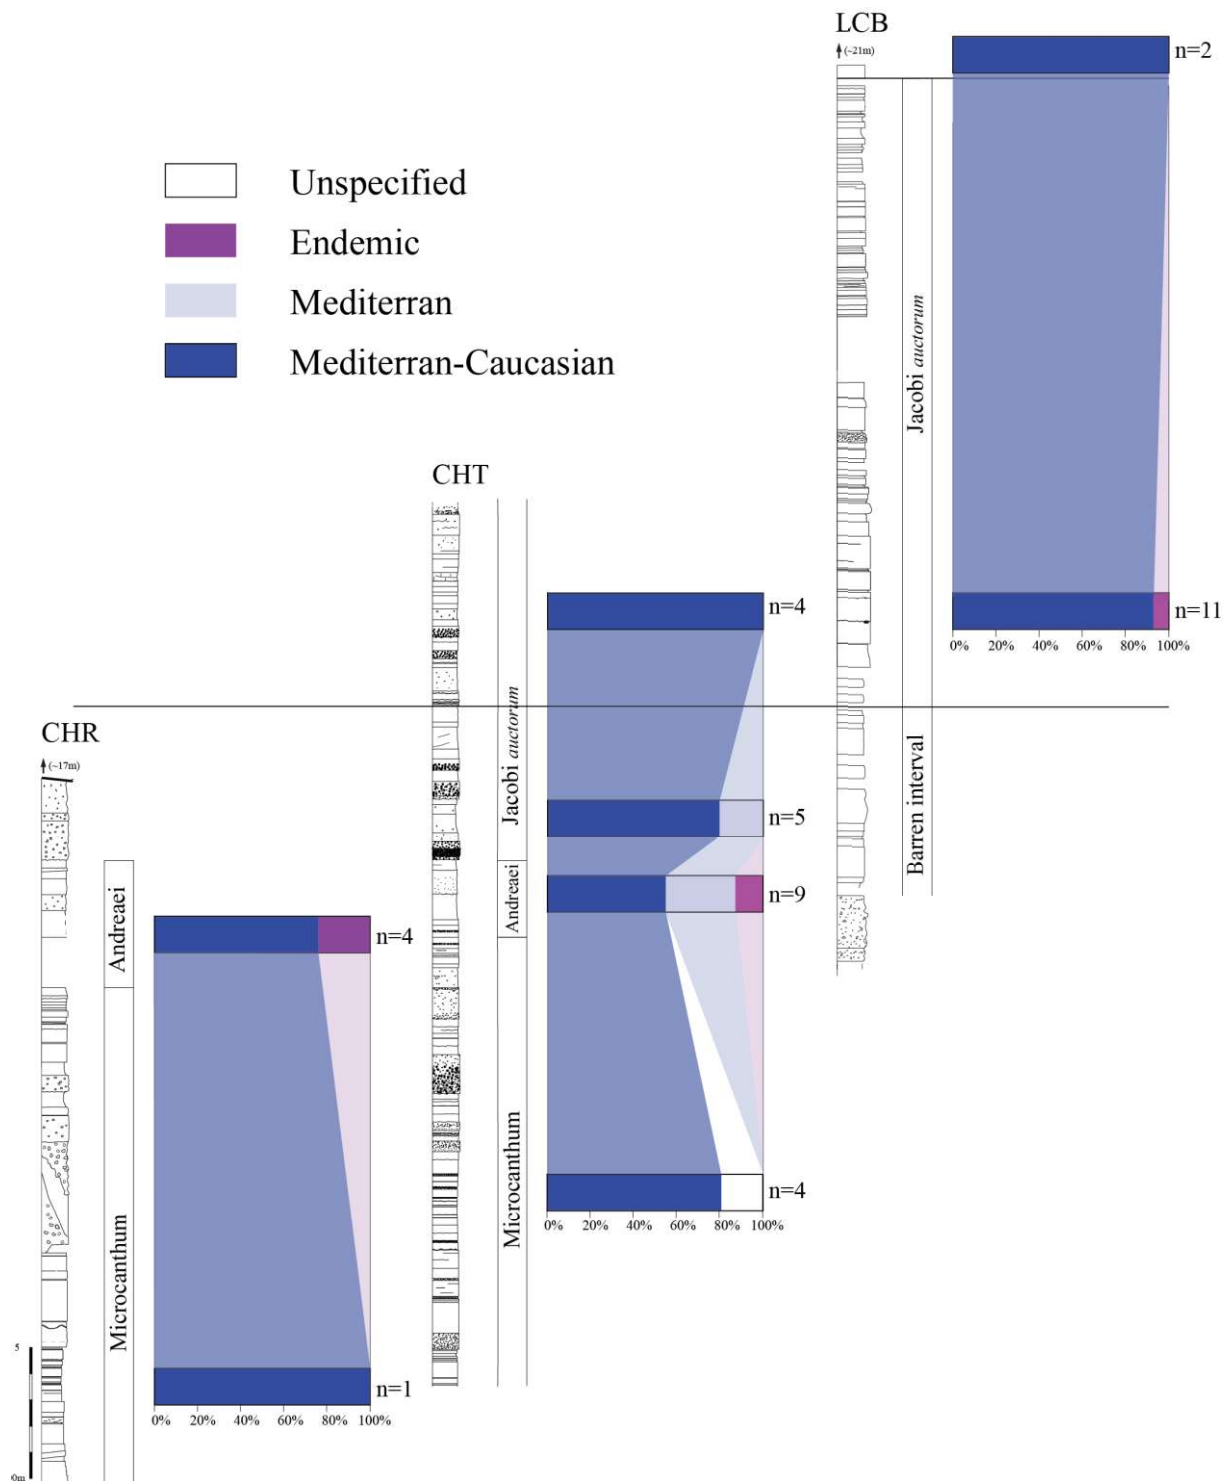 LCB
(~21m)
n=2
Unspecified
Endemic
Mediterran
Mediterran-Caucasian
Jacobi auctorum
n=11
0% 20% 40% 60% 80% 100%
Barren interval
CHT
n=4
Jacobi auctorum
n=5
Andreaei
n=9
Microcanthum
n=4
0% 20% 40% 60% 80% 100%
CHR
(~17m)
Andreaei
n=4
Microcanthum
5
0m
n=1
0% 20% 40% 60% 80% 100%